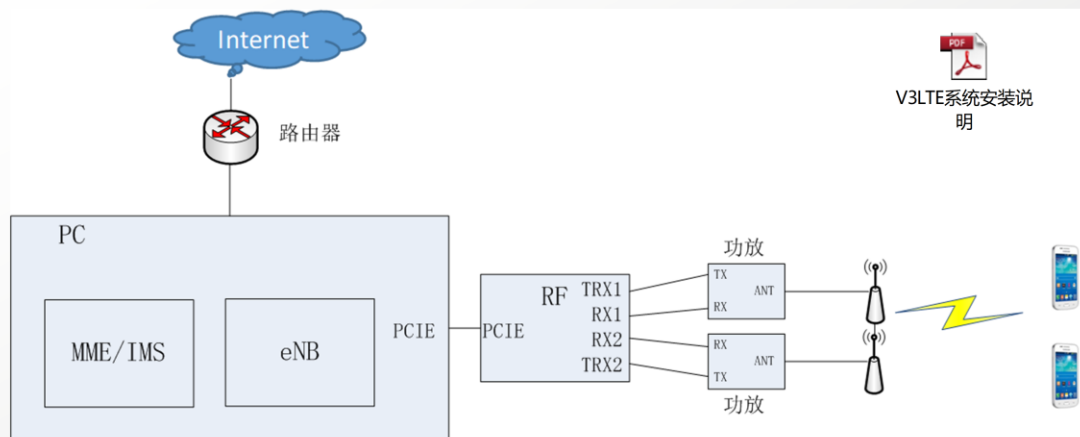 Internet
PDF
V3LTE系统安装说
明
路由器
PC
MME/IMS
eNB
PCIE
PCIE
RF
TRX1
RX1
RX2
TRX2
功放
TX
RX
ANT
RX
TX
ANT
功放